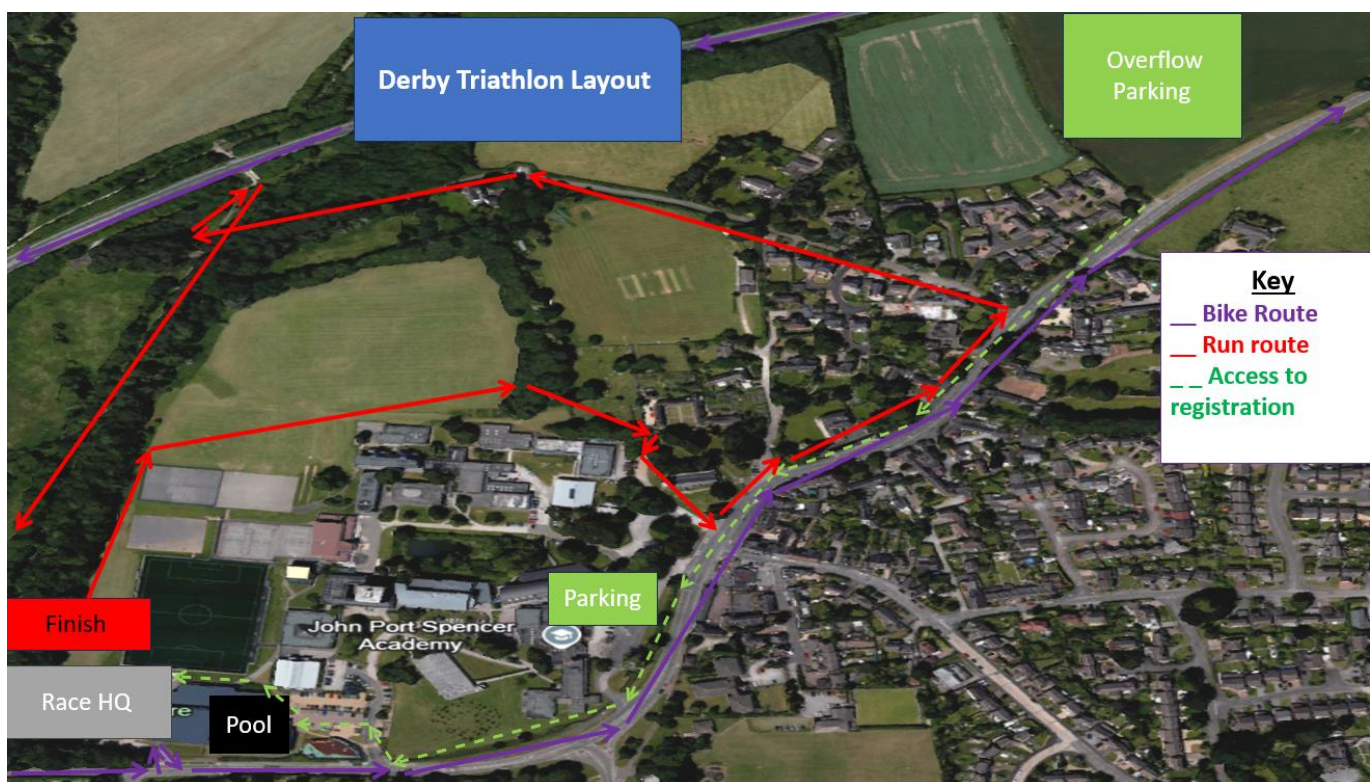 Derby Triathlon Layout
Overflow
Parking
Key
__ Bike Route
__ Run route
_ _ Access to
registration
Parking
Finish
John Port Spencer
Academy
Race HQ
re
Pool